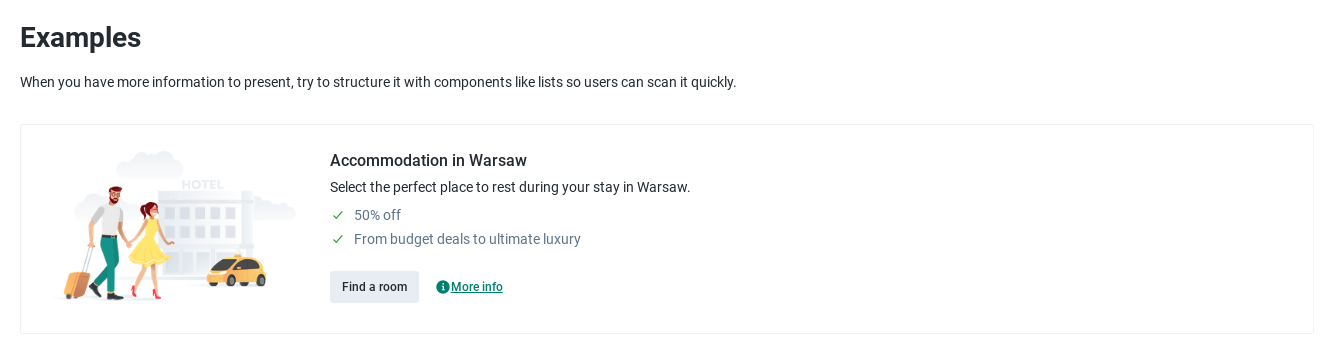 Examples
When you have more information to present, try to structure it with components like lists so users can scan it quickly.
HOTEL
Accommodation in Warsaw
Select the perfect place to rest during your stay in Warsaw.
50% off
From budget deals to ultimate luxury
Find a room
More info